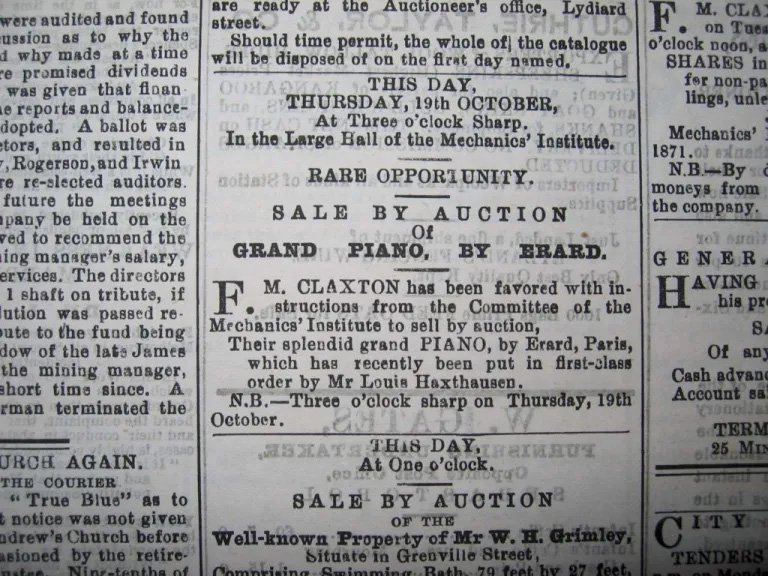 were audited and found
cussion as to why the
d why made at a time
re promised dividends
was given that finan-
e reports and balance-
dopted. A ballot was
ctors, and resulted in
, Rogerson, and Irwin
re re-elected auditors.
future the meetings
mpany be held on the
ved to recommend the
ing manager's salary,
ervices. The directors
1 shaft on tribute, if
lution was passed re-
bute to the fund being
dow of the late James
the mining manager,
short time since. A
erman terminated the
URCH AGAIN.
THE COURIER
"True Blue" as to
t notice was not given
ndrew's Church before
asioned by the retire-
Nine-tenths of
are ready at the Auctioneer's office, Lydiard
street.
Should time permit, the whole of the catalogue
will be disposed of on the first day named.
THIS DAY,
THURSDAY, 19th OCTOBER,
At Three o'clock Sharp.
In the Large Hall of the Mechanics' Institute.
RARE OPPORTUNITY.
SALE BY AUCTION
Of
GRAND PIANO, BY ERARD.
F. M. CLAXTON has been favored with in-
structions from the Committee of the
Mechanics' Institute to sell by auction,
Their splendid grand PIANO, by Erard, Paris,
which has recently been put in first-class
order by Mr Louis Haxthausen.
N.B.—Three o'clock sharp on Thursday, 19th
October.
THIS DAY,
At One o'clock.
SALE BY AUCTION
OF THE
Well-known Property of Mr W. H. Grimley,
Situate in Grenville Street,
Comprising Swimming Bath, 79 feet by 27 feet,
F. M. CLAX
on Tues
o'clock noon, a
SHARES in
for non-pa
lings, unle
Mechanics'
1871.
N.B.—By
moneys from
the company.
GENERA
HAVING
his pre
SA
Of any
Cash advanc
Account sal
TERM
25 MIN
CITY
TENDERS